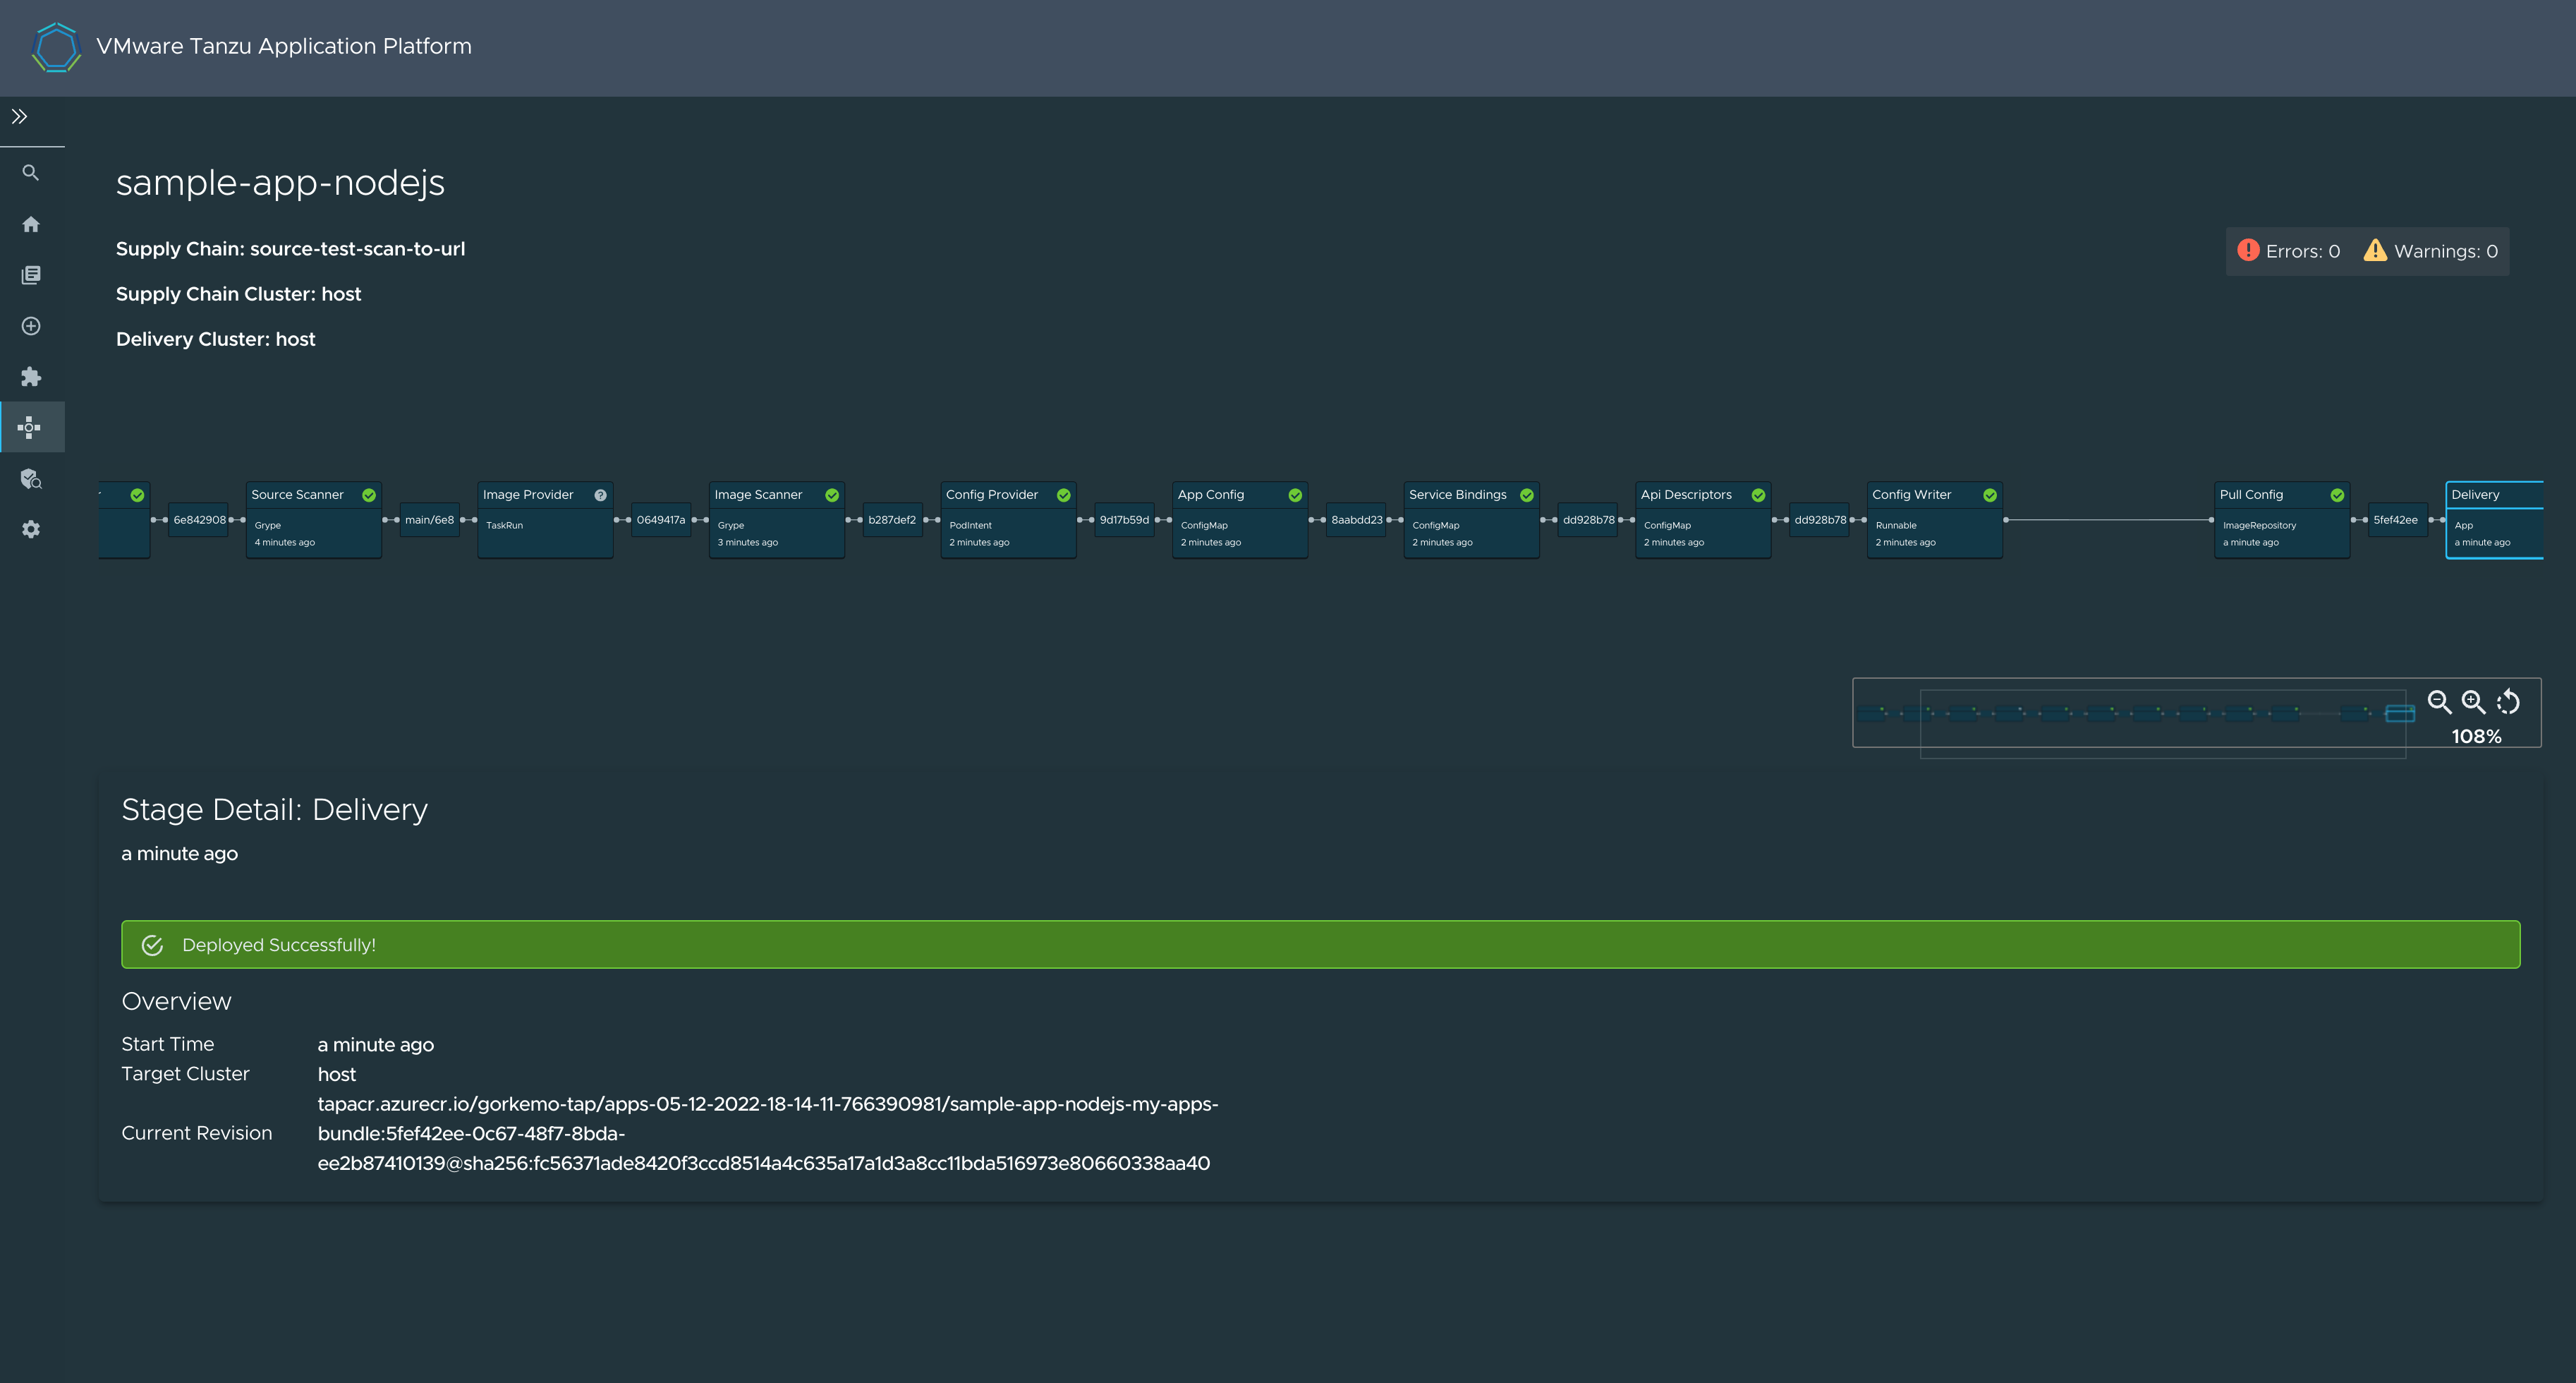 VMware Tanzu Application Platform
sample-app-nodejs
Supply Chain: source-test-scan-to-url
Errors: 0 Warnings: 0
Supply Chain Cluster: host
Delivery Cluster: host
6e842908
Source Scanner
Grype
4 minutes ago
main/6e8
Image Provider
TaskRun
0649417a
Image Scanner
Grype
3 minutes ago
b287def2
Config Provider
PodIntent
2 minutes ago
9d17b59d
App Config
ConfigMap
2 minutes ago
8aabdd23
Service Bindings
ConfigMap
2 minutes ago
dd928b78
Api Descriptors
ConfigMap
2 minutes ago
dd928b78
Config Writer
Runnable
2 minutes ago
Pull Config
ImageRepository
a minute ago
5fef42ee
Delivery
App
a minute ago
108%
Stage Detail: Delivery
a minute ago
Deployed Successfully!
Overview
Start Time a minute ago
Target Cluster host
tapacr.azurecr.io/gorkemo-tap/apps-05-12-2022-18-14-11-766390981/sample-app-nodejs-my-apps-
Current Revision bundle:5fef42ee-0c67-48f7-8bda-
ee2b87410139@sha256:fc56371ade8420f3ccd8514a4c635a17a1d3a8cc11bda516973e80660338aa40